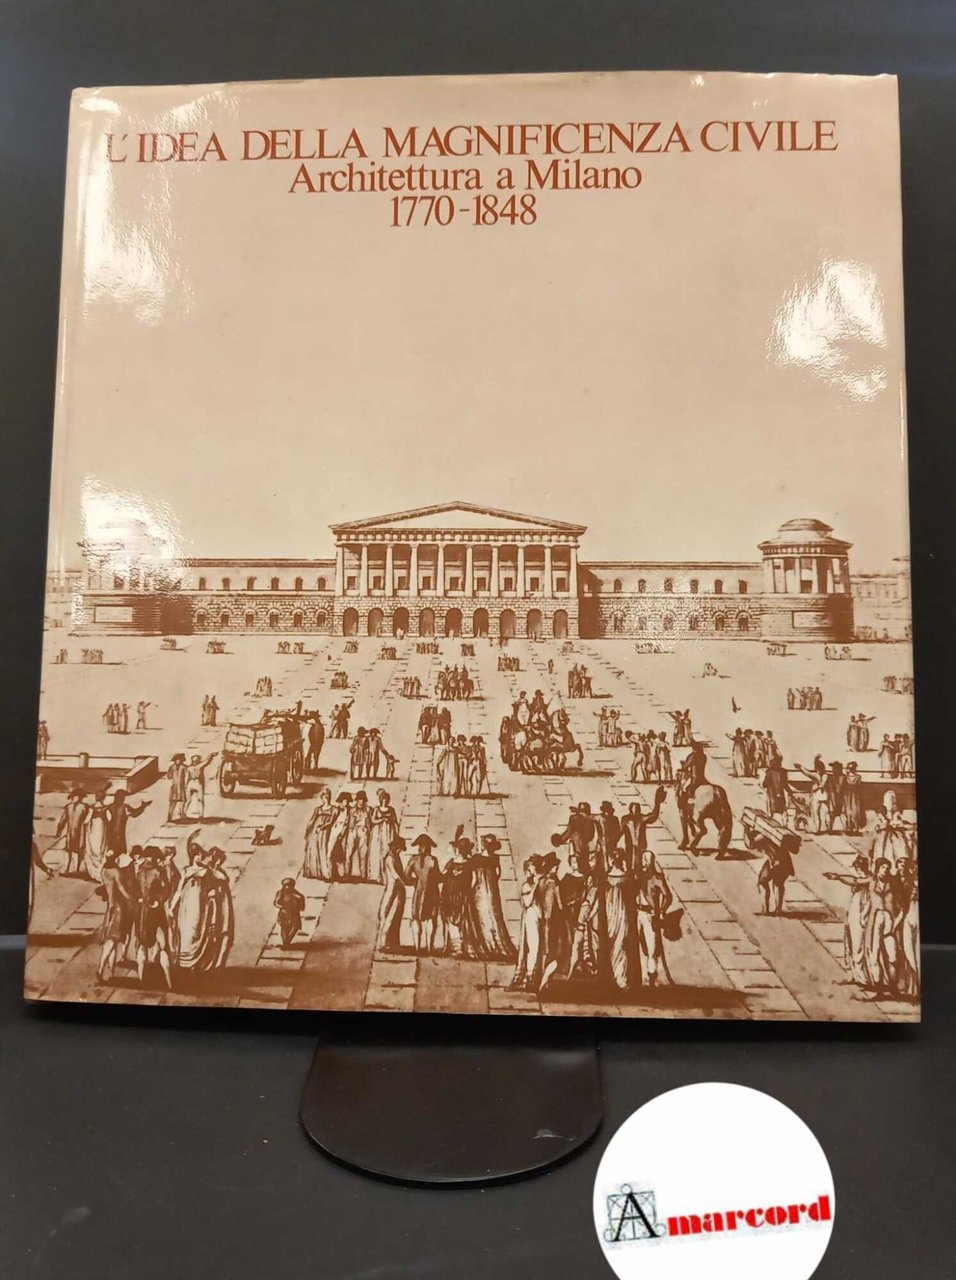 L'IDEA DELLA MAGNIFICENZA CIVILE
Architettura a Milano
1770-1848
Amarcord